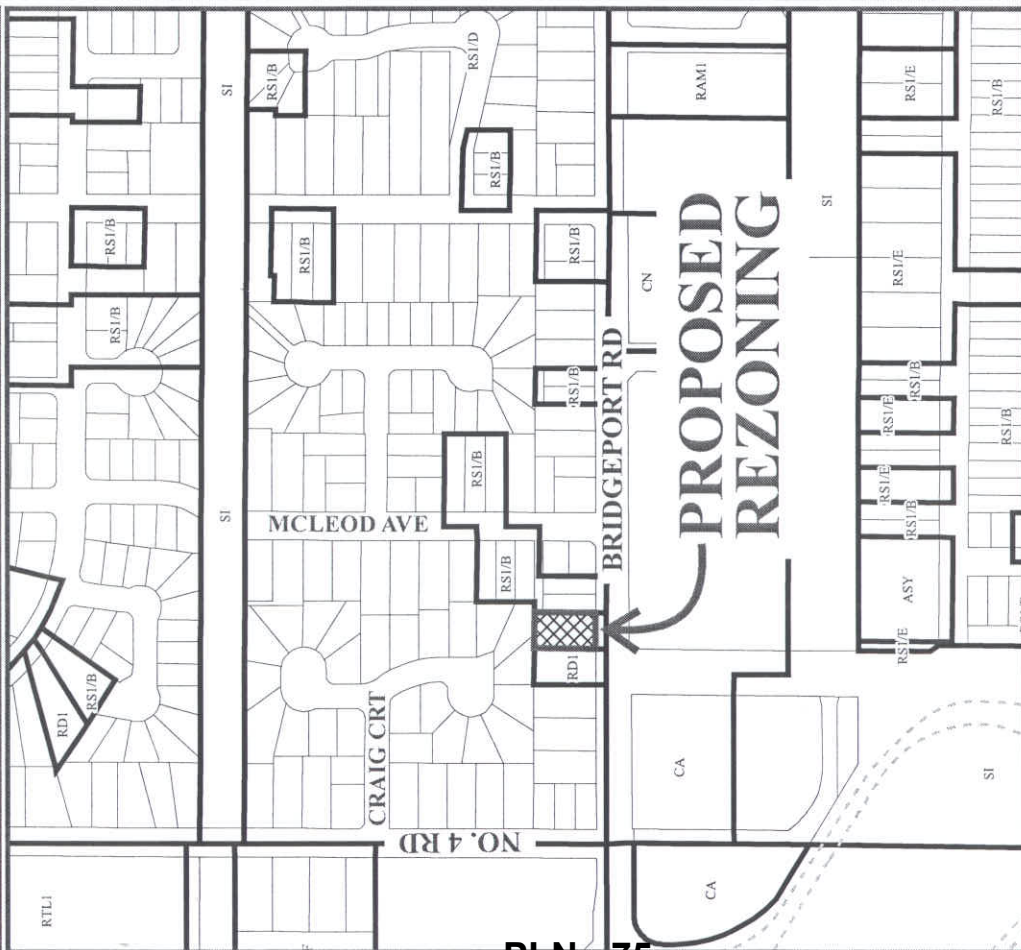 SI
RS1/B
RS1/D
RAM1
RS1/E
RS1/B
RS1/B
RS1/B
RS1/B
RS1/B
SI
CN
PROPOSED
REZONING
RS1/E
RS1/B
RS1/B
BRIDGEPORT RD
RS1/B
RS1/E
RS1/B
RS1/B
SI
MCLEOD AVE
RS1/B
RS1/E
RS1/B
ASY
RS1/E
RD1
RS1/B
RD1
CRAIG CRT
CA
SI
NO. 4 RD
RTL1
CA